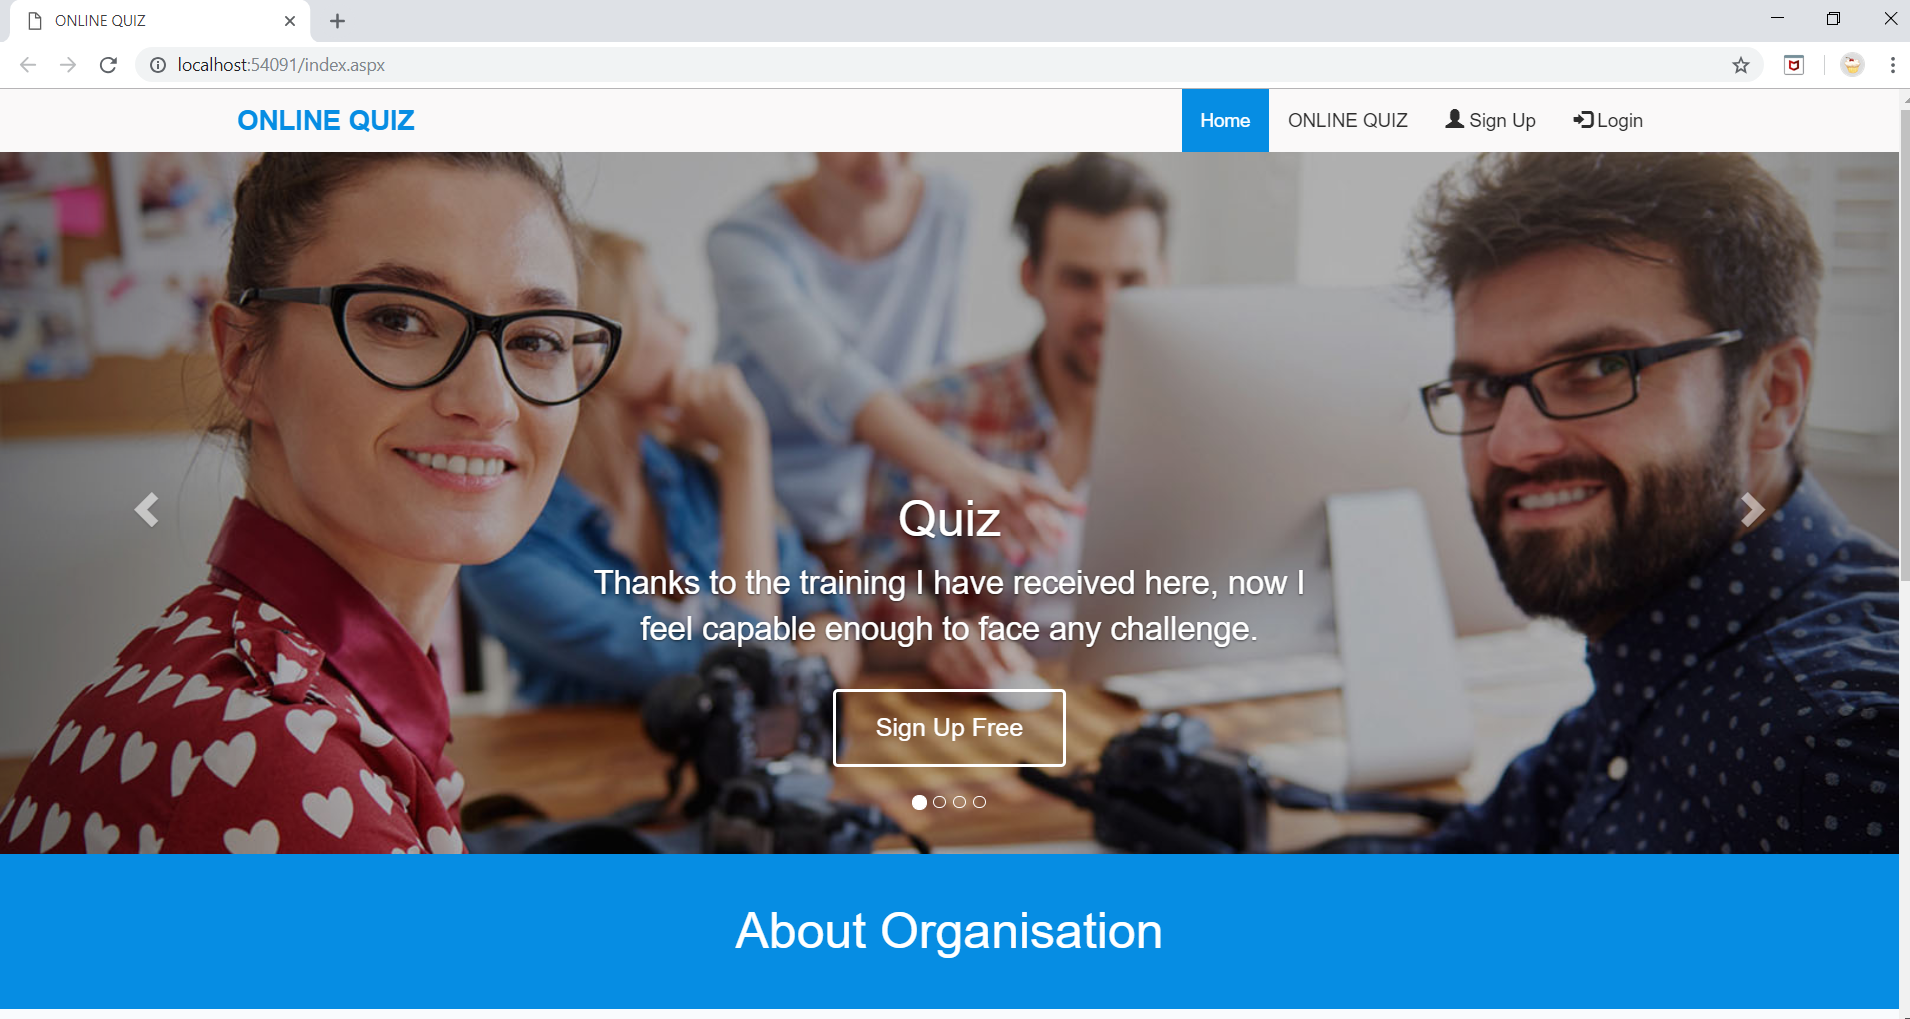 ONLINE QUIZ
localhost:54091/index.aspx
ONLINE QUIZ
Home
ONLINE QUIZ
Sign Up
Login
Quiz
Thanks to the training I have received here, now I
feel capable enough to face any challenge.
Sign Up Free
About Organisation